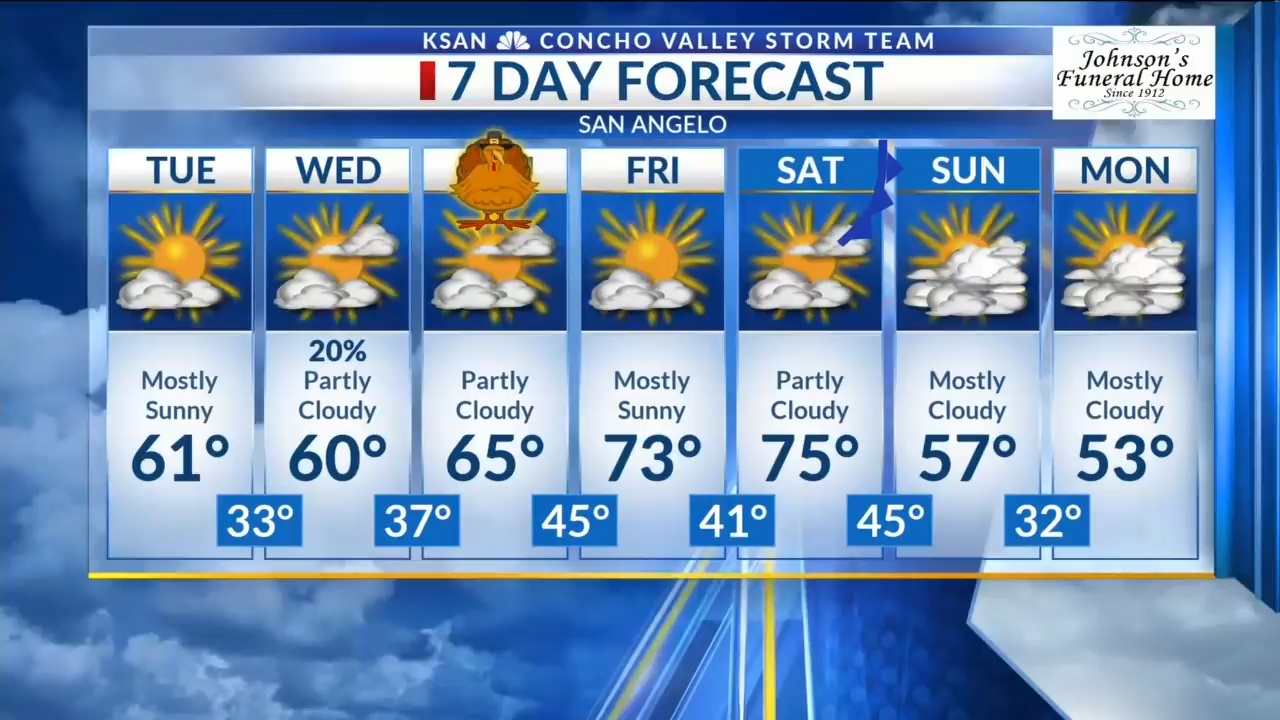 KSAN CONCHO VALLEY STORM TEAM
7 DAY FORECAST
SAN ANGELO
Johnson's
Funeral Home
Since 1912
TUE WED FRI SAT SUN MON
20%
Mostly Partly Partly Mostly Partly Mostly Mostly
Sunny Cloudy Cloudy Sunny Cloudy Cloudy Cloudy
61° 60° 65° 73° 75° 57° 53°
33° 37° 45° 41° 45° 32°